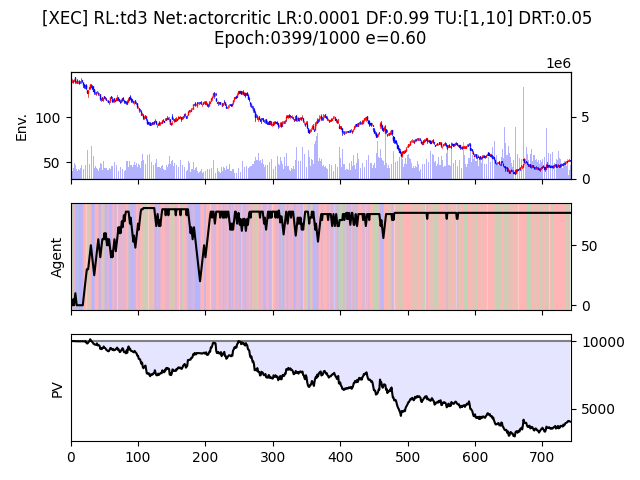 [XEC] RL:td3 Net:actorcritic LR:0.0001 DF:0.99 TU:[1,10] DRT:0.05
Epoch:0399/1000 e=0.60
1e6
Env.
100
50
5
0
Agent
50
0
PV
10000
5000
0 100 200 300 400 500 600 700